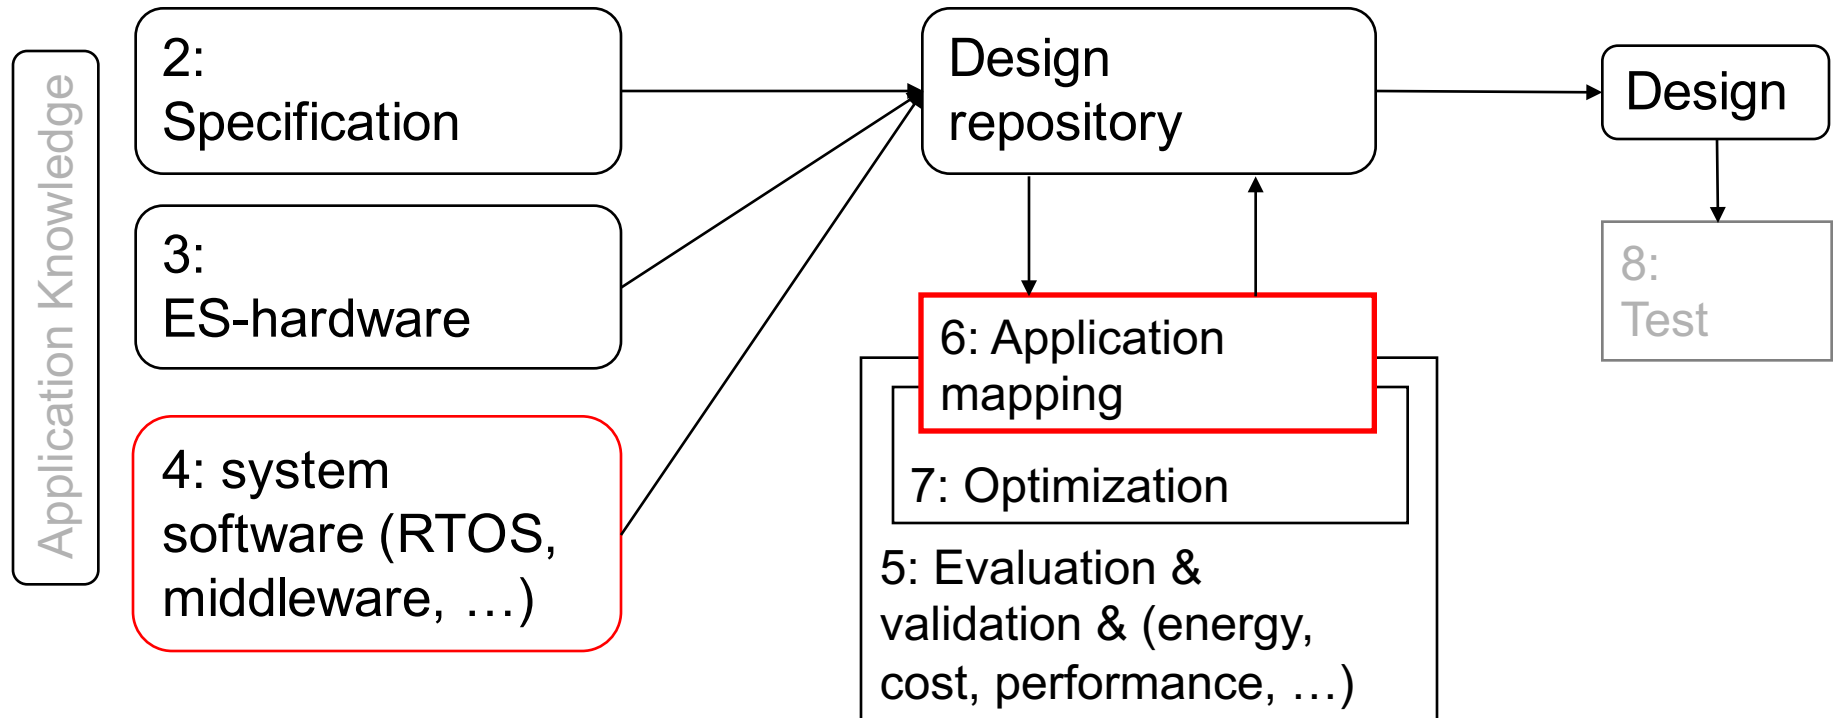 Application Knowledge
2:
Specification
3:
ES-hardware
4: system
software (RTOS,
middleware, …)
Design
repository
6: Application
mapping
7: Optimization
5: Evaluation &
validation & (energy,
cost, performance, …)
Design
8:
Test